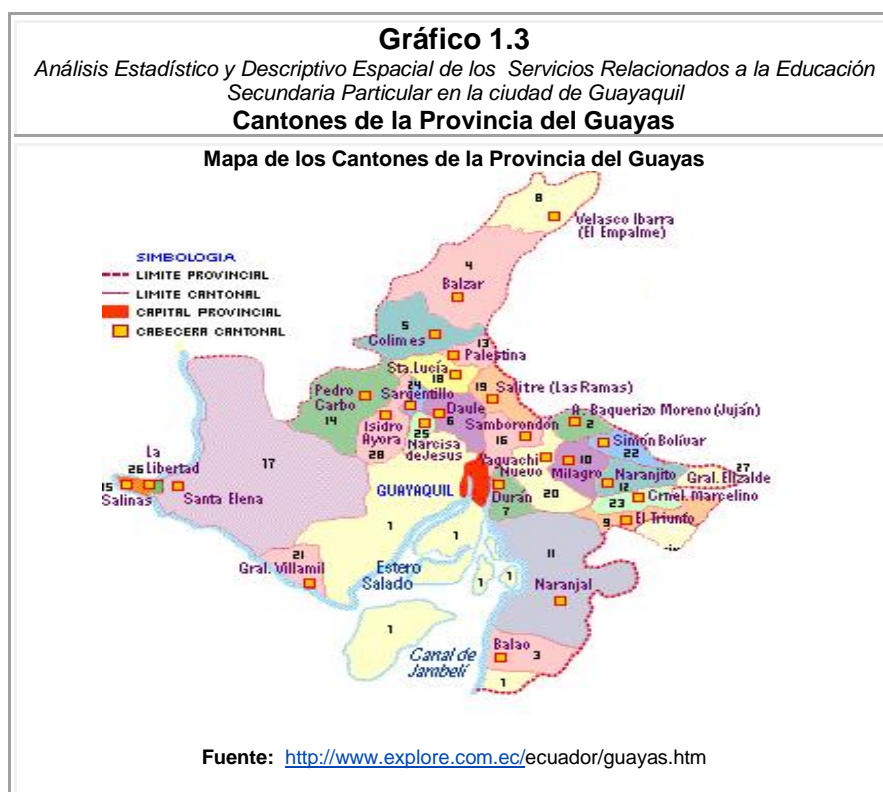 Gráfico 1.3
Análisis Estadístico y Descriptivo Espacial de los Servicios Relacionados a la Educación
Secundaria Particular en la ciudad de Guayaquil
Cantones de la Provincia del Guayas
Mapa de los Cantones de la Provincia del Guayas
8
Velasco Ibarra
(El Empalme)
SIMBOLOGIA
LIMITE PROVINCIAL
LIMITE CANTONAL
CAPITAL PROVINCIAL
CABECERA CANTONAL
4
Balzar
5
Colimes
13
Palestina
Sta. Lucía
18
19
Salitre (Las Ramas)
Pedro
Carbo
14
24
Sargentillo
Daule
6
Isidro
Ayora
28
25
Narcisa
de Jesus
Samborondón
16
A. Baquerizo Moreno (Juján)
2
Simón Bolívar
22
Yaguachi
Nuevo
20
10
Milagro
Naranjito
12
27
Gral. Elizalde
23
Crnel. Marcelino
9
El Triunfo
La
Libertad
26
15
Salinas
Santa Elena
17
GUAYAQUIL
Durán
7
1
1
1
1
1
1
21
Gral. Villamil
Estero
Salado
11
Naranjal
Canal de
Jambelí
Balao
3
Fuente: http://www.explore.com.ec/ecuador/guayas.htm